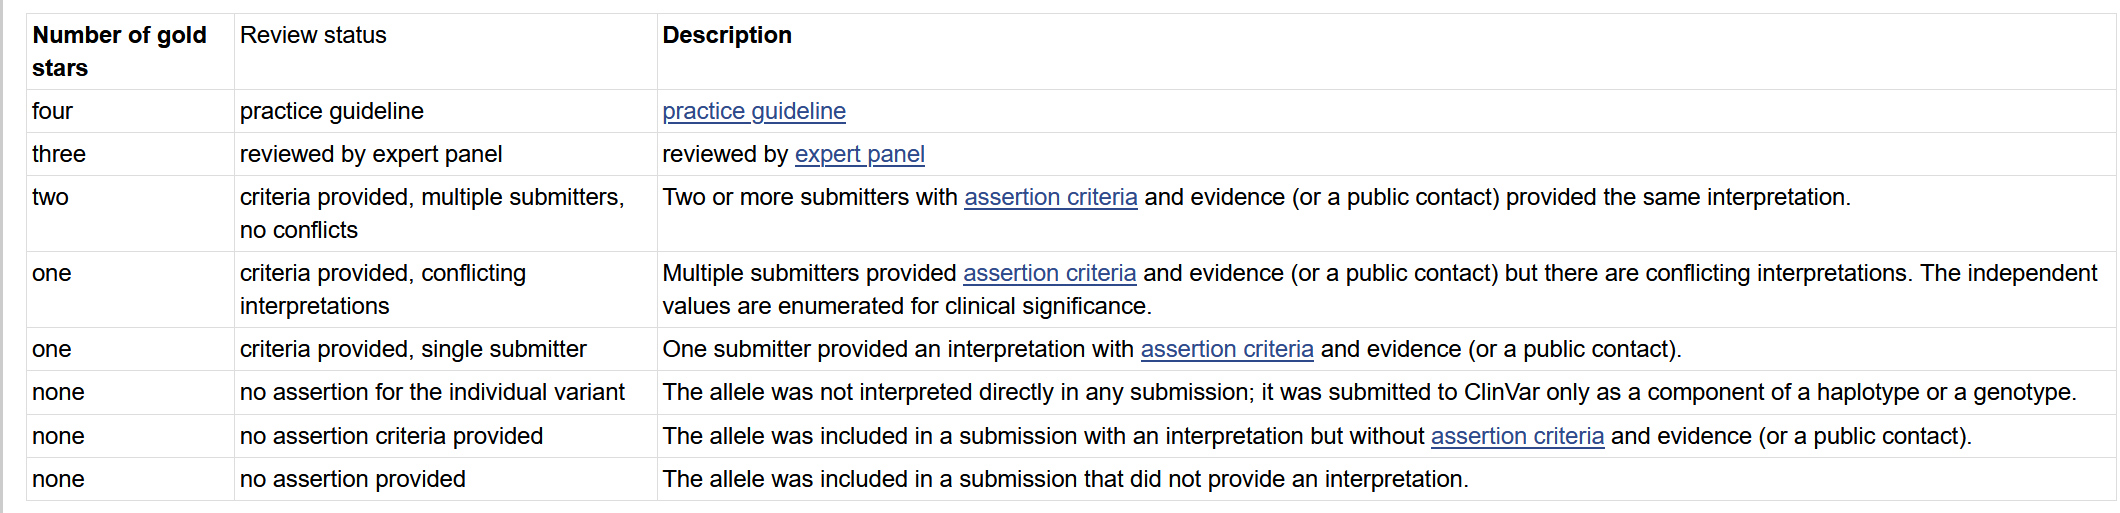 Number of gold
stars
Review status
Description
four
practice guideline
practice guideline
three
reviewed by expert panel
reviewed by expert panel
two
criteria provided, multiple submitters,
no conflicts
Two or more submitters with assertion criteria and evidence (or a public contact) provided the same interpretation.
one
criteria provided, conflicting
interpretations
Multiple submitters provided assertion criteria and evidence (or a public contact) but there are conflicting interpretations. The independent
values are enumerated for clinical significance.
one
criteria provided, single submitter
One submitter provided an interpretation with assertion criteria and evidence (or a public contact).
none
no assertion for the individual variant
The allele was not interpreted directly in any submission; it was submitted to ClinVar only as a component of a haplotype or a genotype.
none
no assertion criteria provided
The allele was included in a submission with an interpretation but without assertion criteria and evidence (or a public contact).
none
no assertion provided
The allele was included in a submission that did not provide an interpretation.